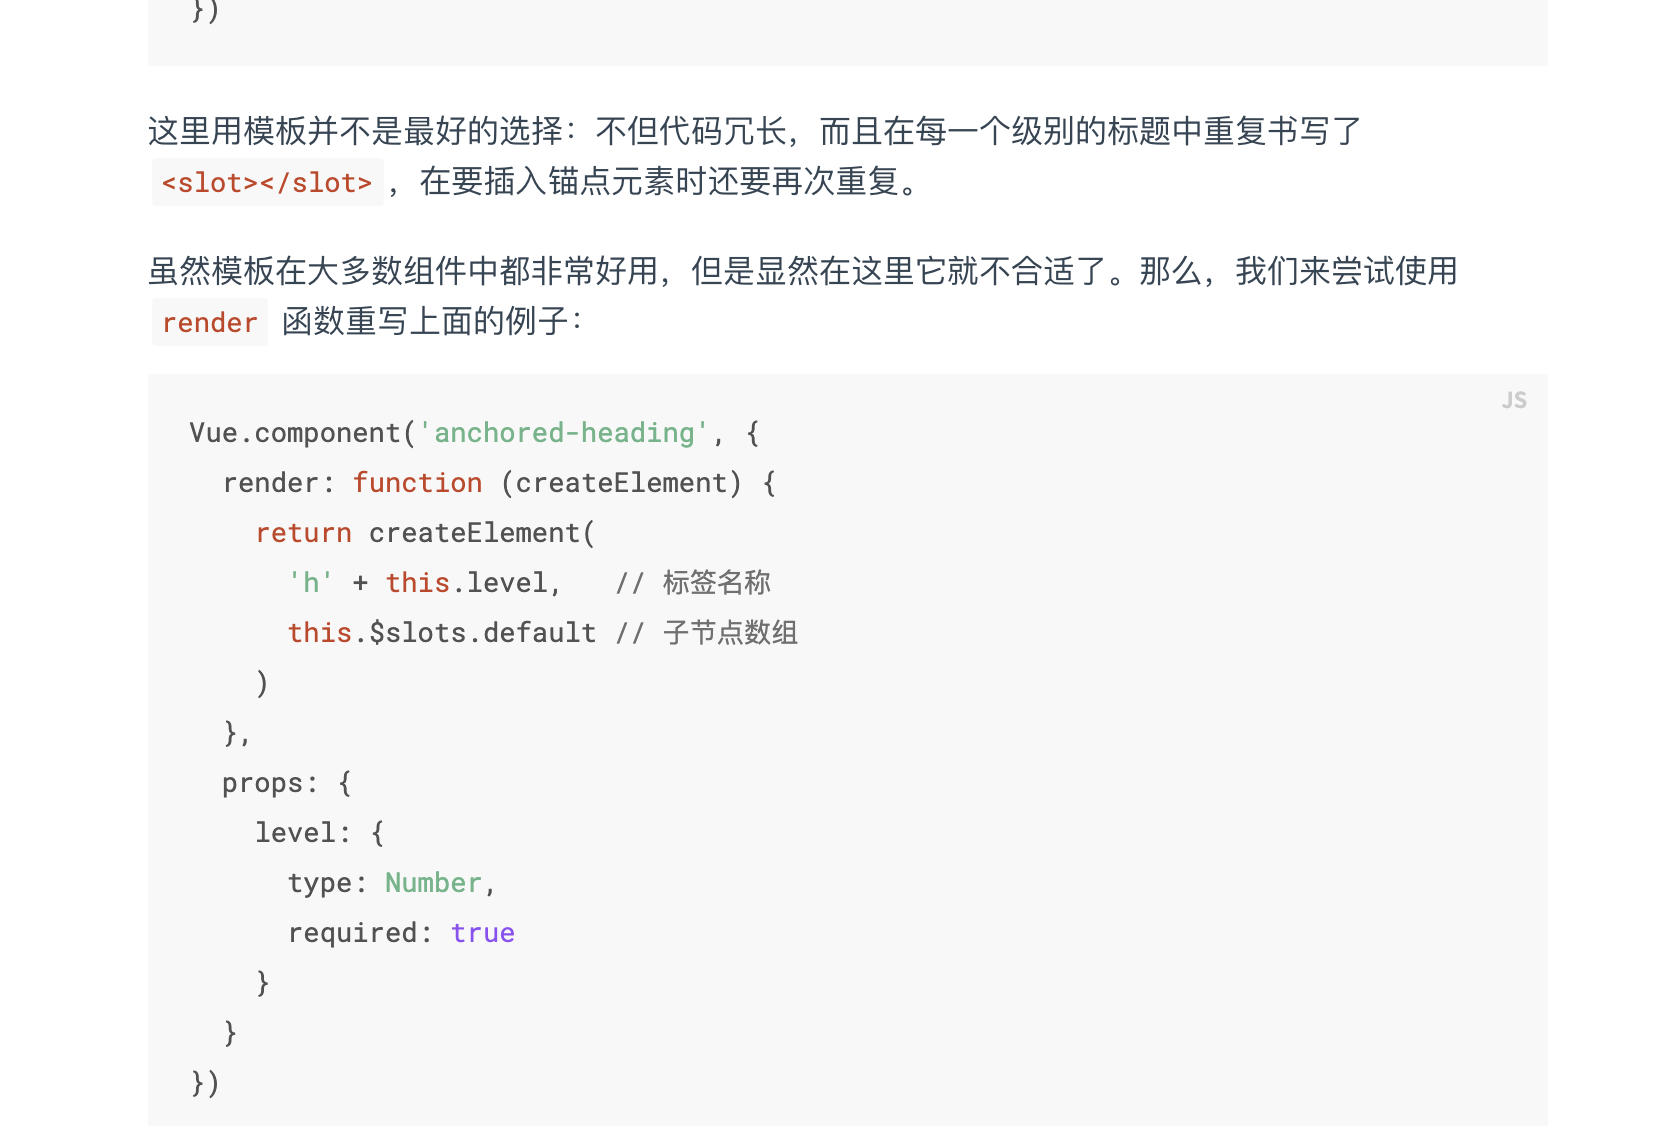 })
这里用模板并不是最好的选择：不但代码冗长，而且在每一个级别的标题中重复书写了
<slot></slot>，在要插入锚点元素时还要再次重复。
虽然模板在大多数组件中都非常好用，但是显然在这里它就不合适了。那么，我们来尝试使用
render 函数重写上面的例子：
JS
Vue.component('anchored-heading', {
  render: function (createElement) {
    return createElement(
      'h' + this.level,   // 标签名称
      this.$slots.default // 子节点数组
    )
  },
  props: {
    level: {
      type: Number,
      required: true
    }
  }
})